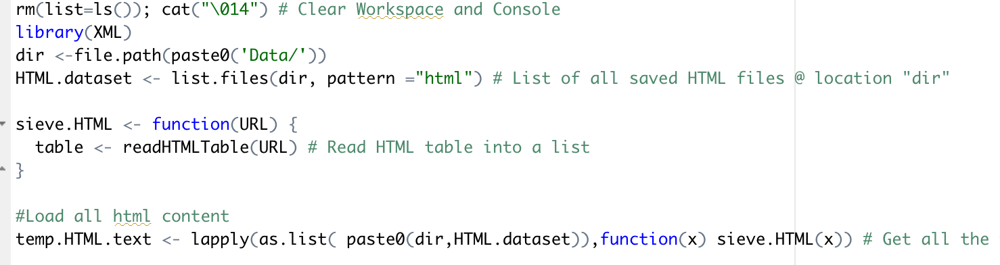 rm(list=ls()); cat("\014") # Clear Workspace and Console
library(XML)
dir <-file.path(paste0('Data/'))
HTML.dataset <- list.files(dir, pattern ="html") # List of all saved HTML files @ location "dir"
sieve.HTML <- function(URL) {
  table <- readHTMLTable(URL) # Read HTML table into a list
}
#Load all html content
temp.HTML.text <- lapply(as.list( paste0(dir,HTML.dataset)),function(x) sieve.HTML(x)) # Get all the